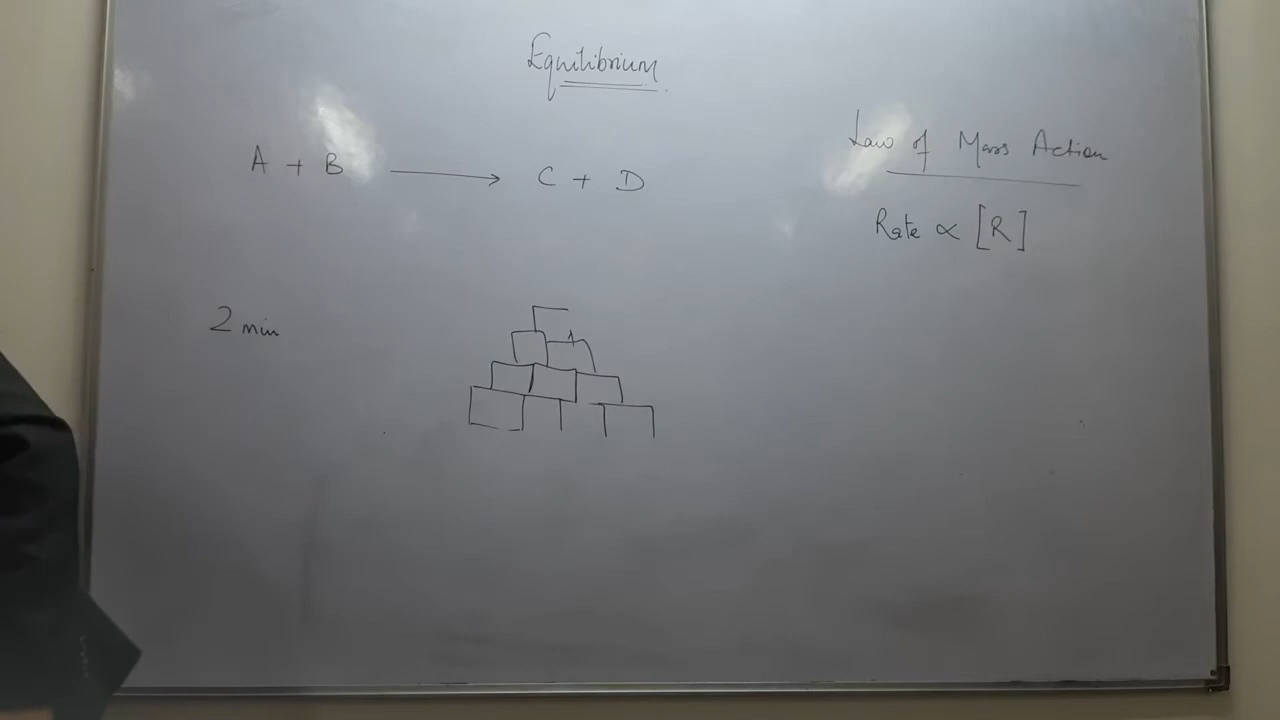 Equilibrium
Law of Mass Action
A + B → C + D
Rate ∝ [R]
2 min